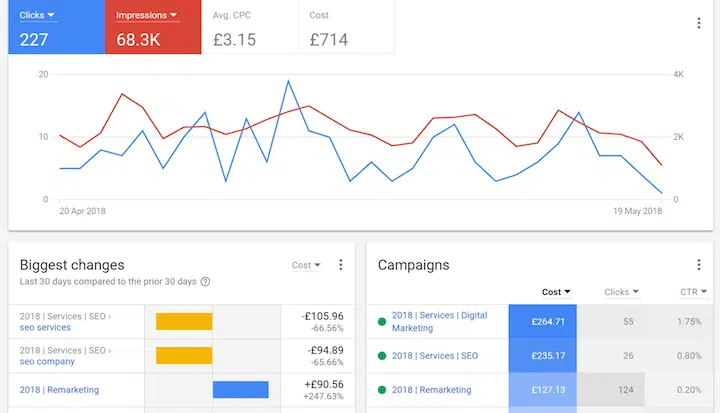 Clicks Impressions Avg. CPC Cost
227 68.3K £3.15 £714
20 4K
10 2K
0 0
20 Apr 2018 19 May 2018
Biggest changes Cost
Last 30 days compared to the prior 30 days
2018 | Services | SEO › -£105.96
seo services -66.56%
2018 | Services | SEO › -£94.89
seo company -65.66%
2018 | Remarketing +£90.56
+247.63%
Campaigns
Cost Clicks CTR
2018 | Services | Digital
Marketing £264.71 55 1.75%
2018 | Services | SEO £235.17 26 0.80%
2018 | Remarketing £127.13 124 0.20%